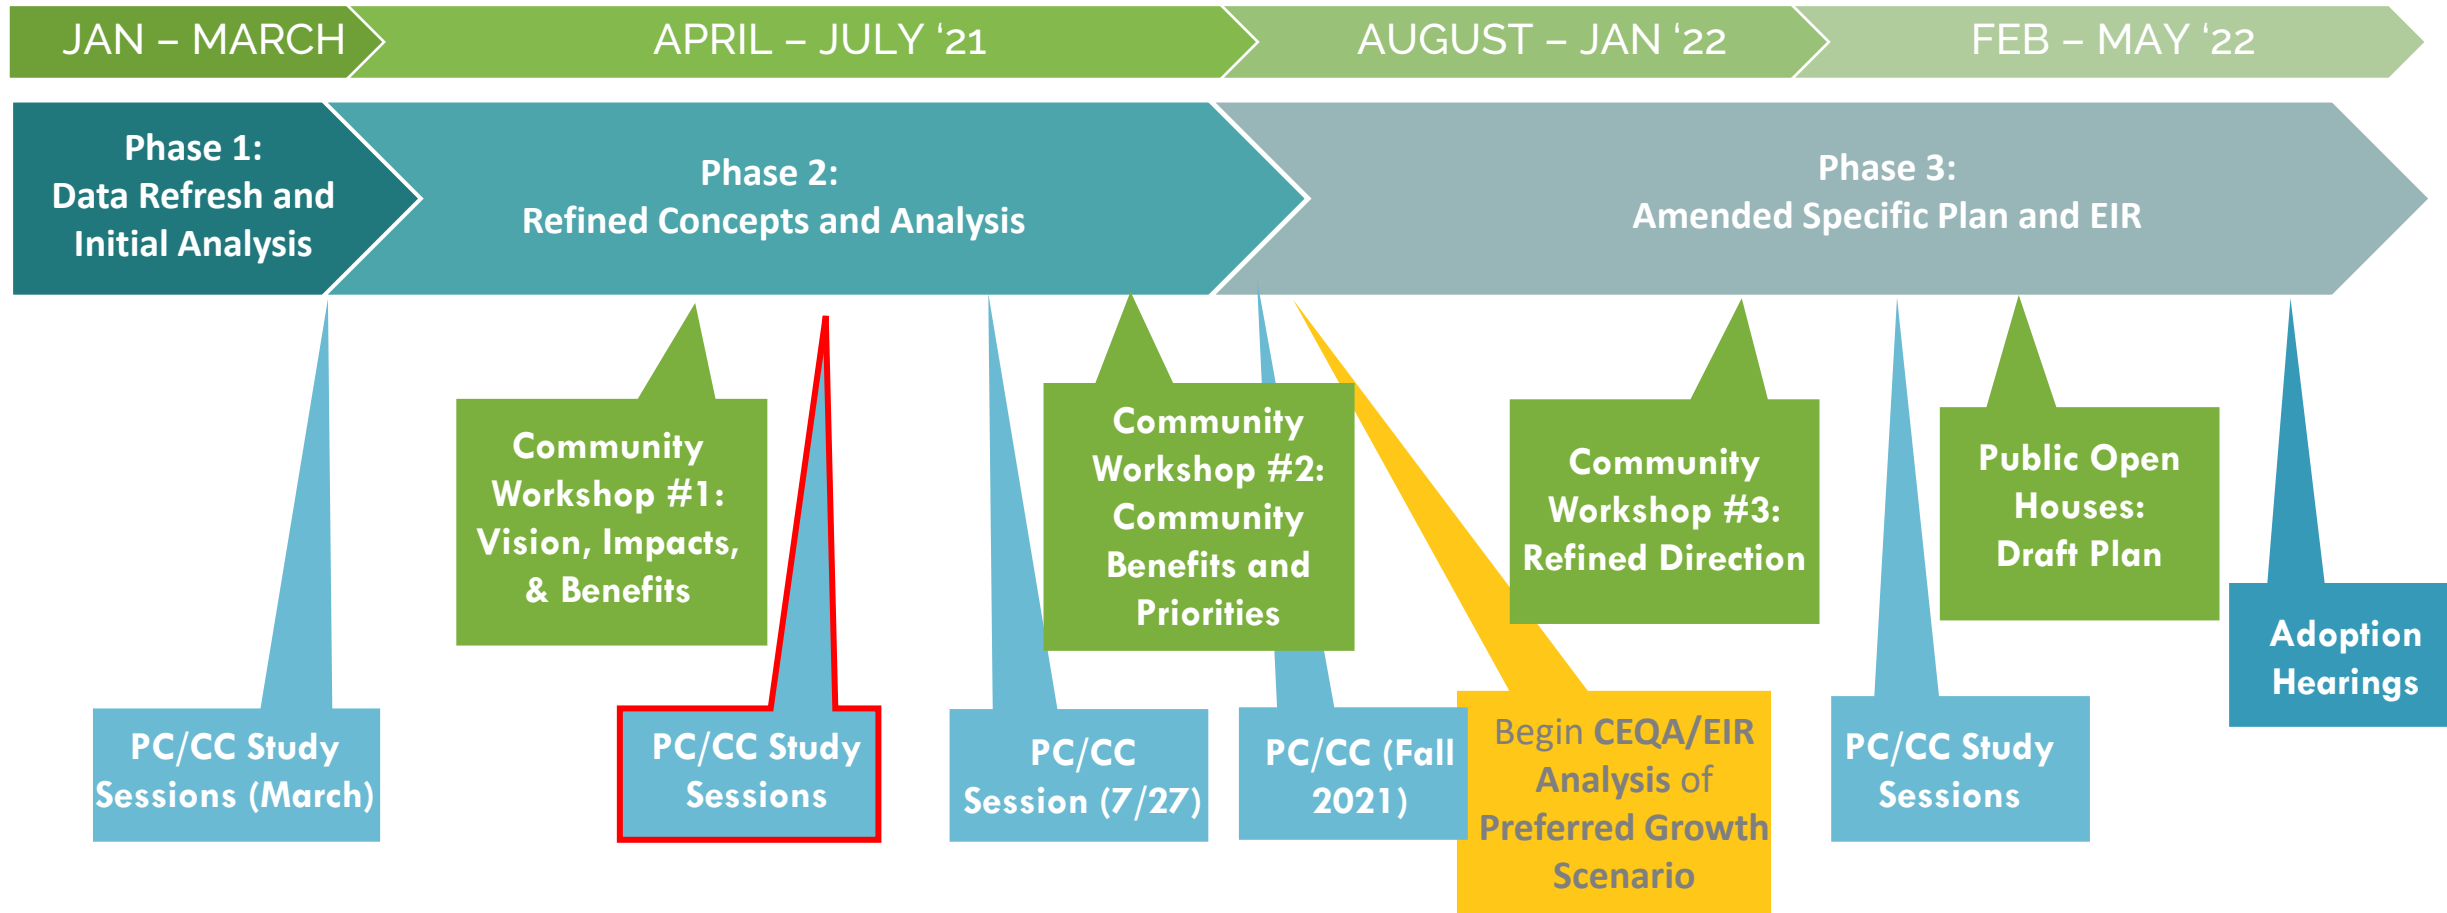 JAN – MARCH
APRIL – JULY ‘21
AUGUST – JAN ‘22
FEB – MAY ‘22
Phase 1:
Data Refresh and
Initial Analysis
Phase 2:
Refined Concepts and Analysis
Phase 3:
Amended Specific Plan and EIR
Community
Workshop #1:
Vision, Impacts,
& Benefits
Community
Workshop #2:
Community
Benefits and
Priorities
Community
Workshop #3:
Refined Direction
Public Open
Houses:
Draft Plan
Adoption
Hearings
PC/CC Study
Sessions (March)
PC/CC Study
Sessions
PC/CC
Session (7/27)
PC/CC (Fall
2021)
Begin CEQA/EIR
Analysis of
Preferred Growth
Scenario
PC/CC Study
Sessions